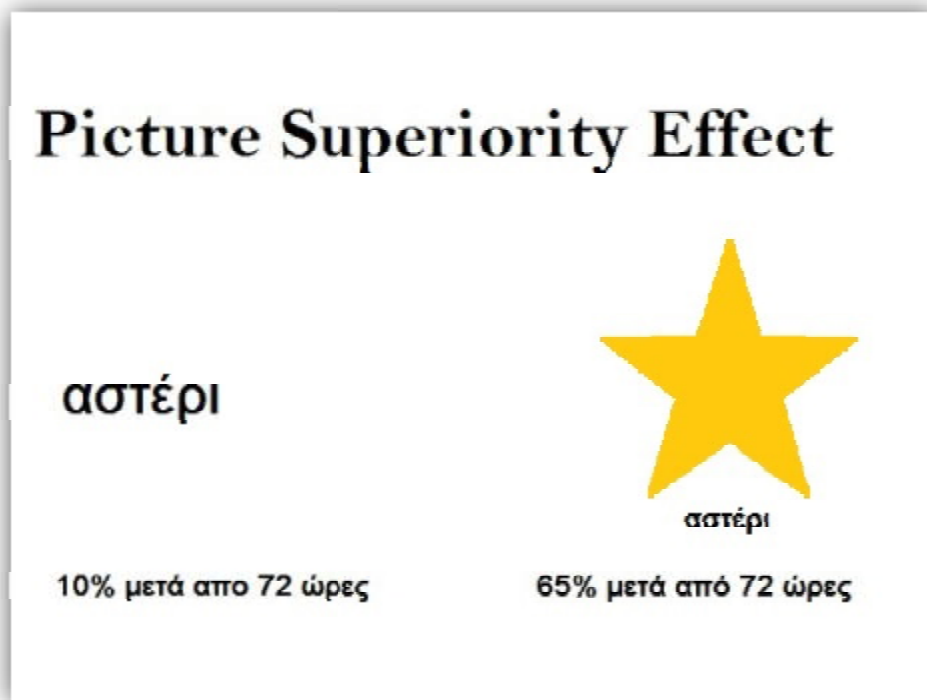 Picture Superiority Effect
αστέρι
αστέρι
10% μετά απο 72 ώρες
65% μετά από 72 ώρες